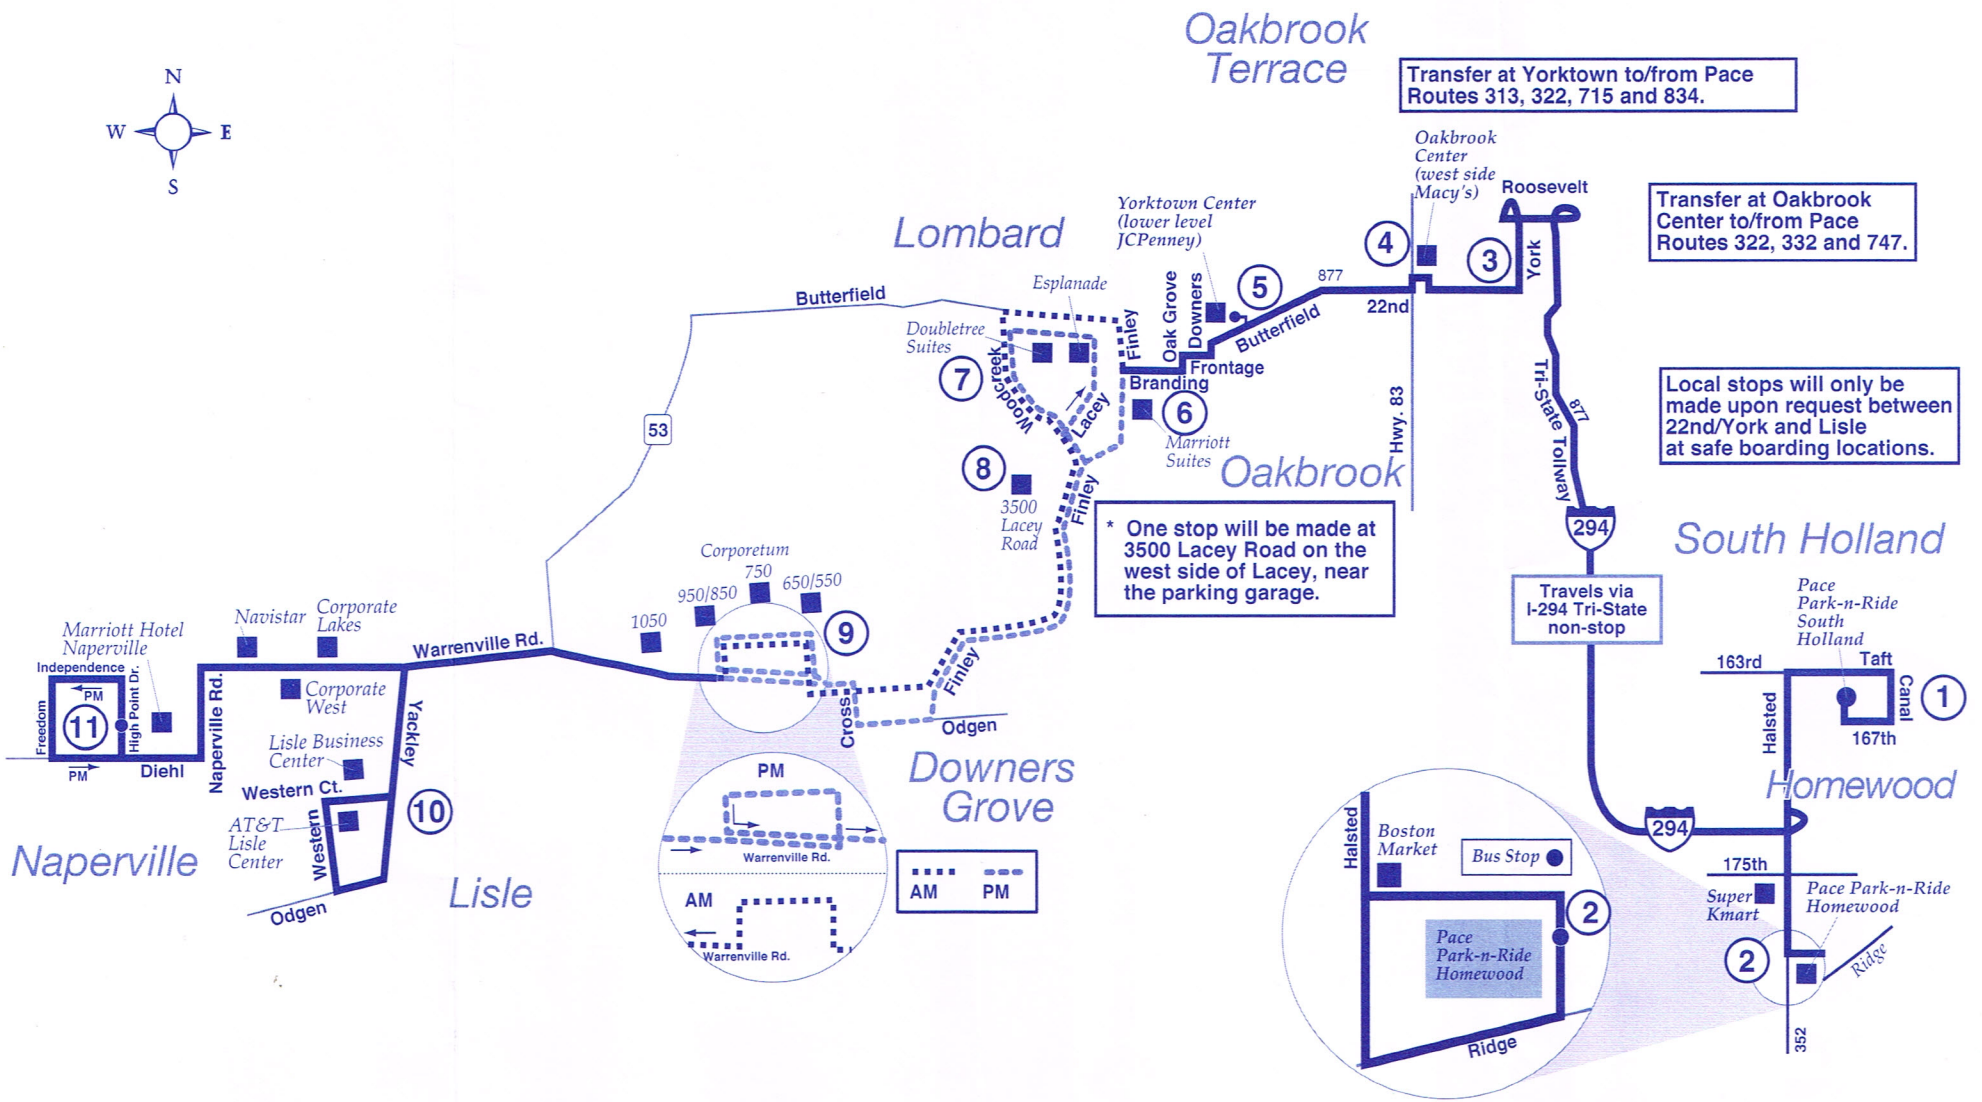 Oakbrook
Terrace
Transfer at Yorktown to/from Pace
Routes 313, 322, 715 and 834.
N
W
E
S
Oakbrook
Center
(west side
Macy's)
Roosevelt
Transfer at Oakbrook
Center to/from Pace
Routes 322, 332 and 747.
Lombard
Yorktown Center
(lower level
JCPenney)
4
3
York
5
877
22nd
Butterfield
Esplanade
Butterfield
Oak Grove
Downers
Finley
Doubletree
Suites
7
Woodcreek
Lacey
Frontage
Branding
6
Marriott
Suites
Hwy. 83
Oakbrook
Tri-State Tollway
877
Local stops will only be
made upon request between
22nd/York and Lisle
at safe boarding locations.
53
8
3500
Lacey
Road
Finley
* One stop will be made at
3500 Lacey Road on the
west side of Lacey, near
the parking garage.
294
South Holland
Travels via
I-294 Tri-State
non-stop
Pace
Park-n-Ride
South
Holland
163rd
Taft
Canal
1
Halsted
167th
Homewood
Corporetum
750
950/850
650/550
1050
9
Navistar
Corporate
Lakes
Marriott Hotel
Naperville
Independence
PM
11
Freedom
High Point Dr.
PM
Diehl
Naperville Rd.
Warrenville Rd.
Corporate
West
Yackley
Lisle Business
Center
Western Ct.
10
AT&T
Lisle
Center
Western
Odgen
Naperville
Lisle
Finley
Cross
Odgen
Downers
Grove
PM
Warrenville Rd.
AM
Warrenville Rd.
AM
PM
294
175th
Super
Kmart
Pace Park-n-Ride
Homewood
2
Ridge
352
Halsted
Boston
Market
Bus Stop
2
Pace
Park-n-Ride
Homewood
Ridge